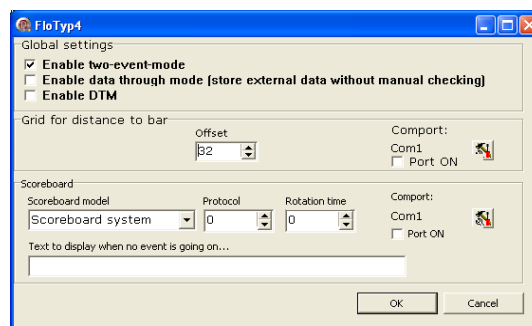 FloTyp4
Global settings
Enable two-event-mode
Enable data through mode (store external data without manual checking)
Enable DTM
Grid for distance to bar
Offset
32
Comport:
Com1
Port ON
Scoreboard
Scoreboard model
Protocol
Rotation time
Comport:
Scoreboard system
0
0
Com1
Port ON
Text to display when no event is going on...
OK
Cancel